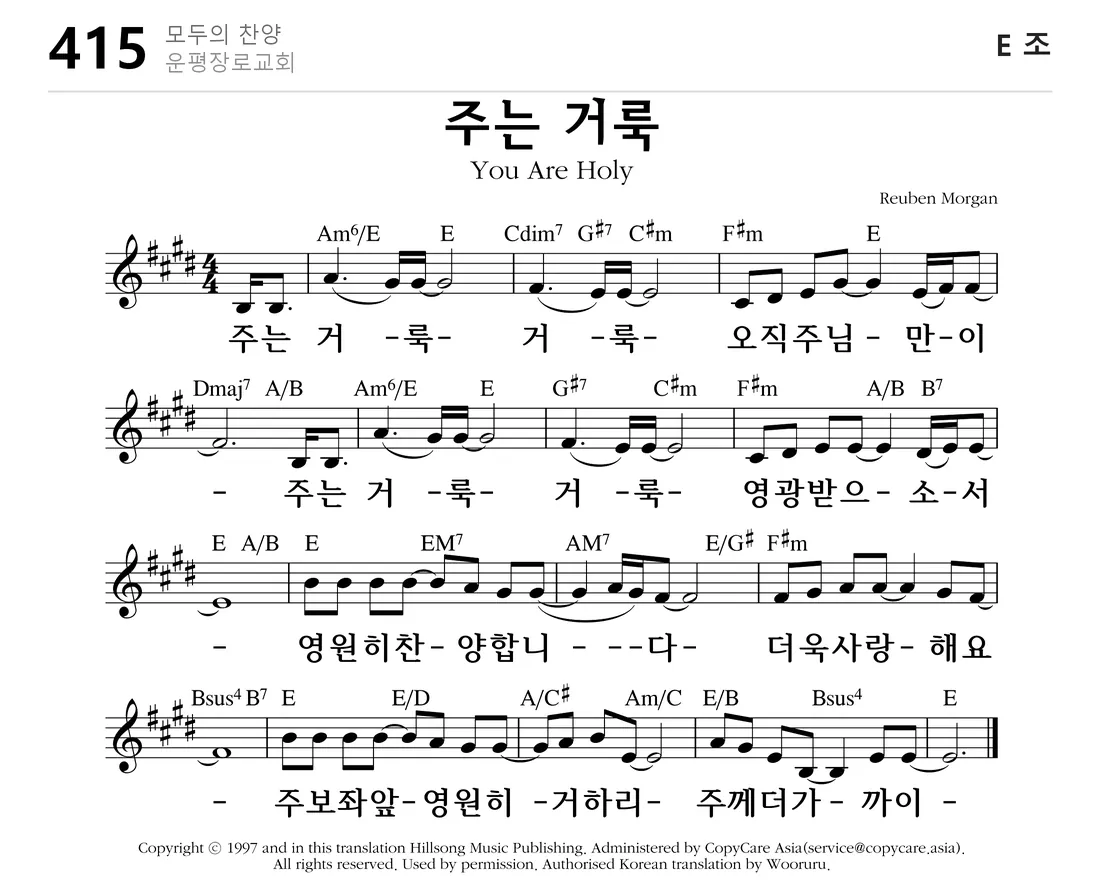 415 모두의 찬양
운평장로교회
E 조
주는 거룩
You Are Holy
Reuben Morgan
Am6/E E Cdim7 G♯7 C♯m F♯m E
4/4
주는 거 -룩- 거 -룩- 오직주님- 만-이
Dmaj7 A/B Am6/E E G♯7 C♯m F♯m A/B B7
- 주는 거 -룩- 거 -룩- 영광받으- 소-서
E A/B E EM7 AM7 E/G♯ F♯m
- 영원히찬- 양합니 - --다- 더욱사랑- 해요
Bsus4 B7 E E/D A/C♯ Am/C E/B Bsus4 E
- 주보좌앞-영원히 -거하리- 주께더가- 까이 -
Copyright ⓒ 1997 and in this translation Hillsong Music Publishing. Administered by CopyCare Asia(service@copycare.asia).
All rights reserved. Used by permission. Authorised Korean translation by Wooruru.